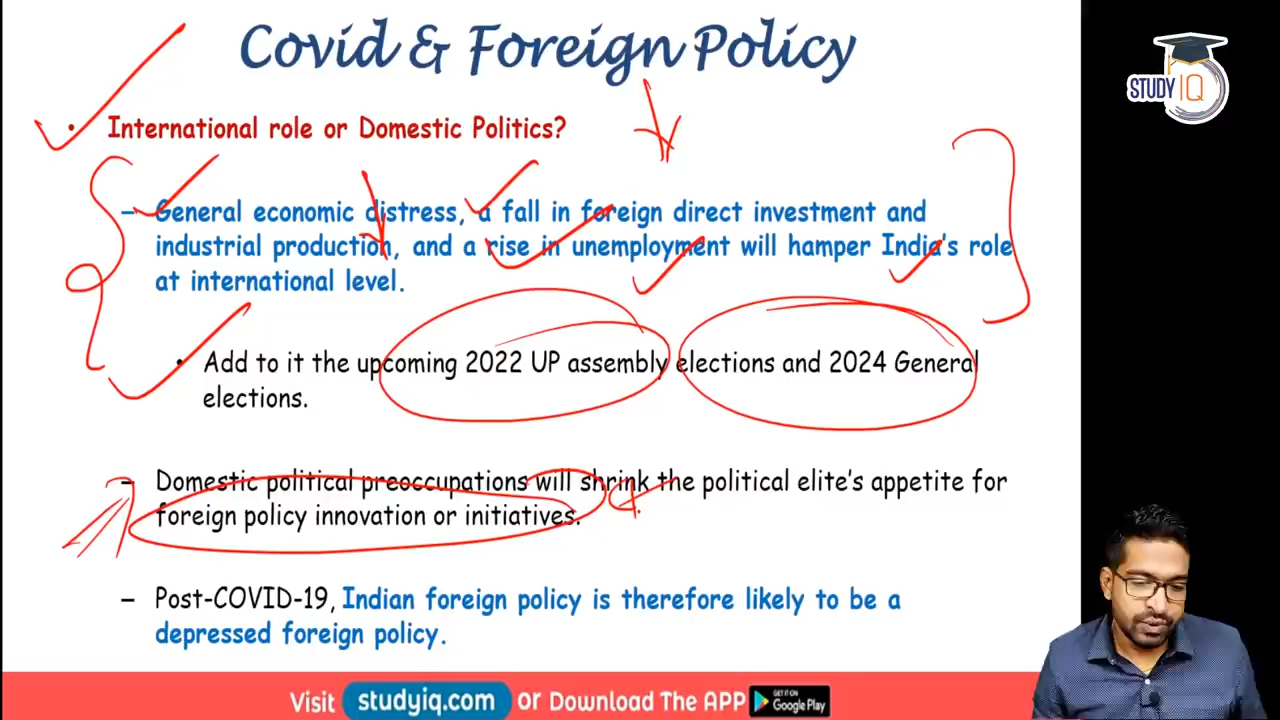 Covid & Foreign Policy
STUDY IQ
• International role or Domestic Politics?
– General economic distress, a fall in foreign direct investment and
industrial production, and a rise in unemployment will hamper India's role
at international level.
• Add to it the upcoming 2022 UP assembly elections and 2024 General
elections.
– Domestic political preoccupations will shrink the political elite's appetite for
foreign policy innovation or initiatives.
– Post-COVID-19, Indian foreign policy is therefore likely to be a
depressed foreign policy.
Visit studyiq.com or Download The APP GET IT ON Google Play